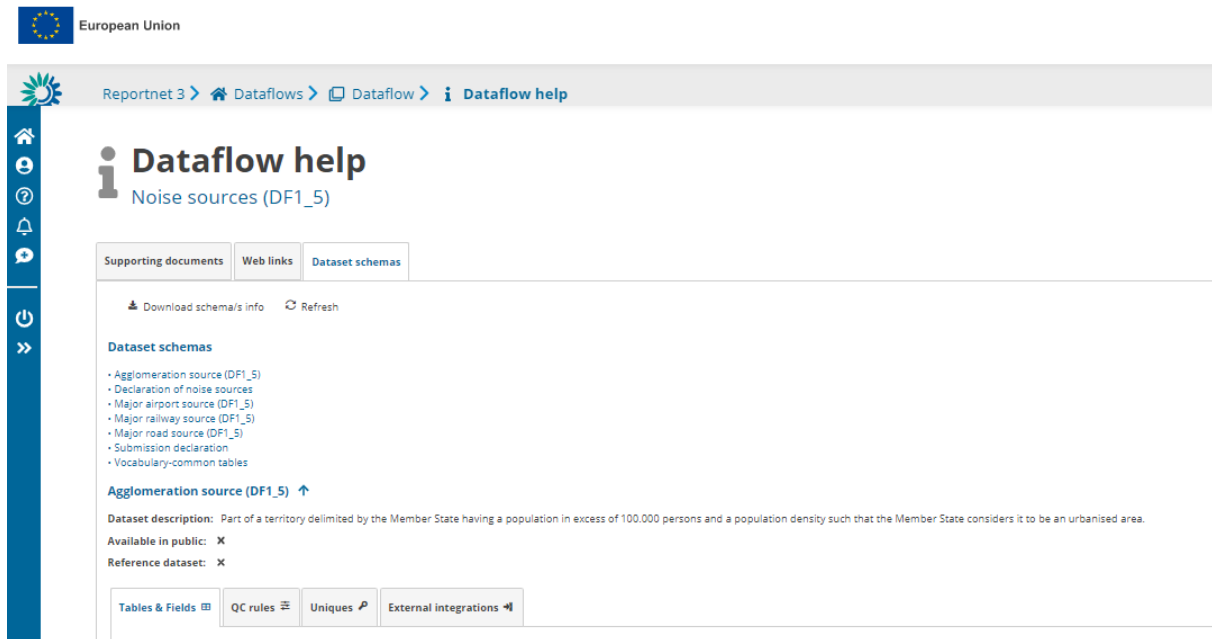 European Union
Reportnet 3 Dataflows Dataflow Dataflow help
Dataflow help
Noise sources (DF1_5)
Supporting documents Web links Dataset schemas
Download schema/s info Refresh
Dataset schemas
• Agglomeration source (DF1_5)
• Declaration of noise sources
• Major airport source (DF1_5)
• Major railway source (DF1_5)
• Major road source (DF1_5)
• Submission declaration
• Vocabulary-common tables
Agglomeration source (DF1_5)
Dataset description: Part of a territory delimited by the Member State having a population in excess of 100.000 persons and a population density such that the Member State considers it to be an urbanised area.
Available in public:
Reference dataset:
Tables & Fields QC rules Uniques External integrations